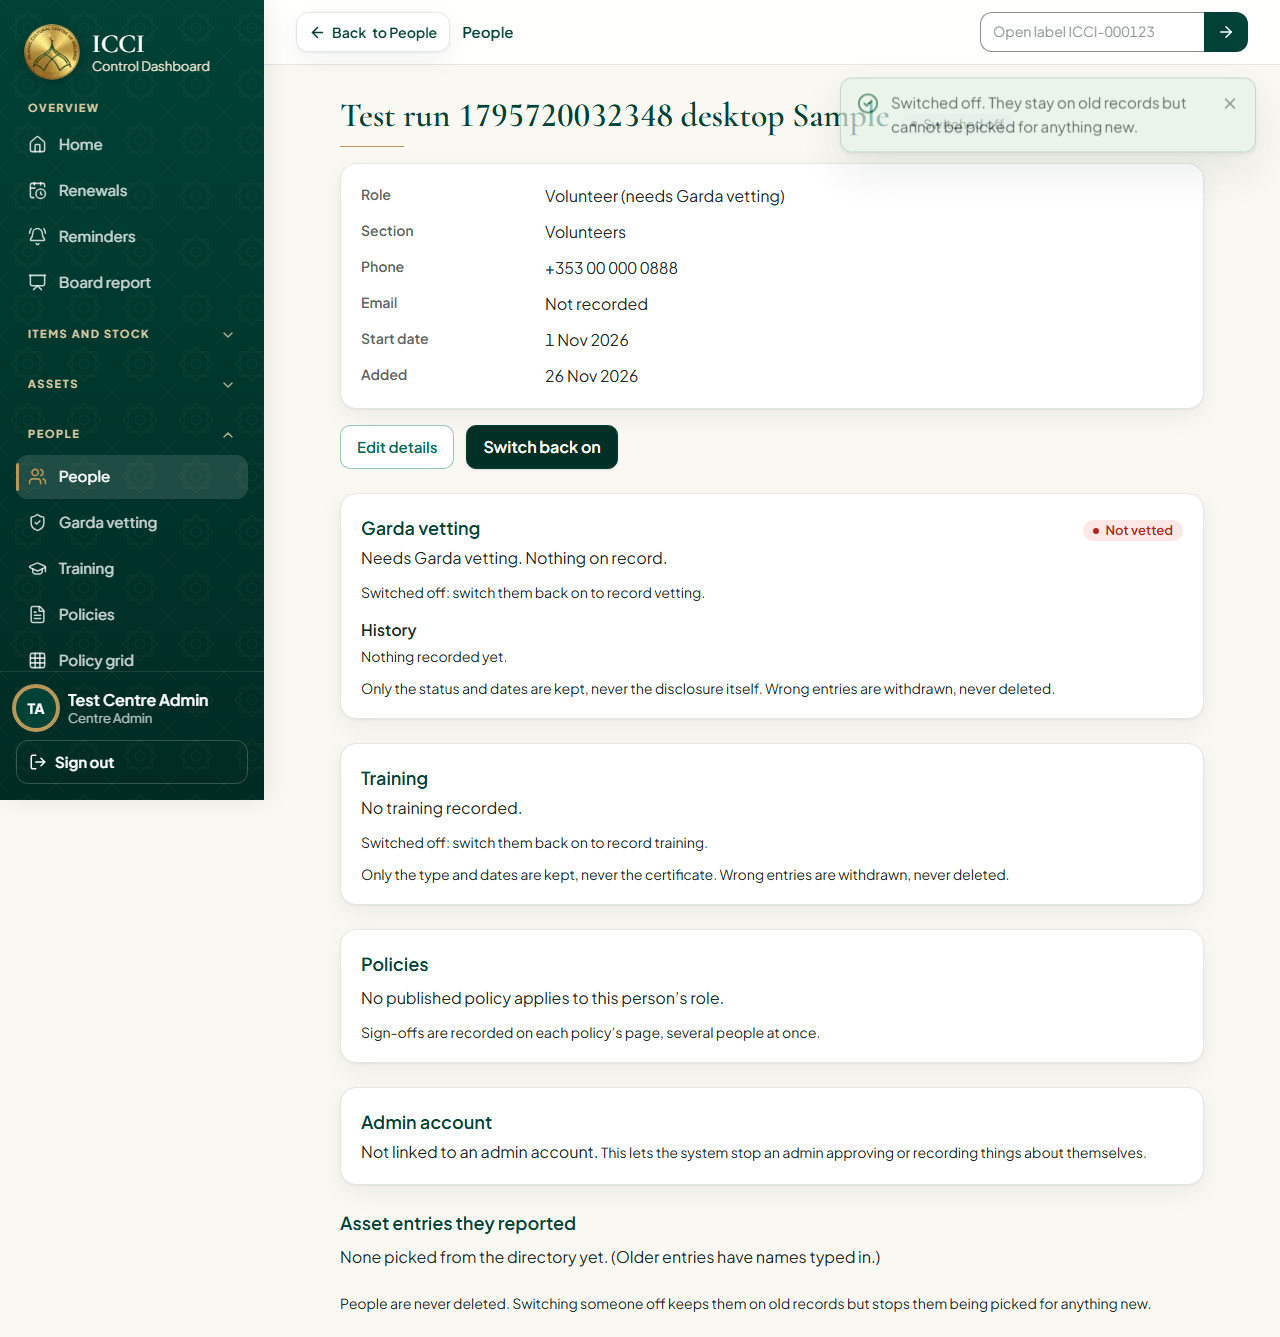 ICCI
Control Dashboard
OVERVIEW
Home
Renewals
Reminders
Board report
ITEMS AND STOCK
ASSETS
PEOPLE
People
Garda vetting
Training
Policies
Policy grid
TA
Test Centre Admin
Centre Admin
Sign out
Back to People
People
Open label ICCI-000123
Switched off. They stay on old records but
cannot be picked for anything new.
Test run 1795720032348 desktop Sample
Switched off
Role
Volunteer (needs Garda vetting)
Section
Volunteers
Phone
+353 00 000 0888
Email
Not recorded
Start date
1 Nov 2026
Added
26 Nov 2026
Edit details
Switch back on
Garda vetting
Not vetted
Needs Garda vetting. Nothing on record.
Switched off: switch them back on to record vetting.
History
Nothing recorded yet.
Only the status and dates are kept, never the disclosure itself. Wrong entries are withdrawn, never deleted.
Training
No training recorded.
Switched off: switch them back on to record training.
Only the type and dates are kept, never the certificate. Wrong entries are withdrawn, never deleted.
Policies
No published policy applies to this person’s role.
Sign-offs are recorded on each policy’s page, several people at once.
Admin account
Not linked to an admin account. This lets the system stop an admin approving or recording things about themselves.
Asset entries they reported
None picked from the directory yet. (Older entries have names typed in.)
People are never deleted. Switching someone off keeps them on old records but stops them being picked for anything new.